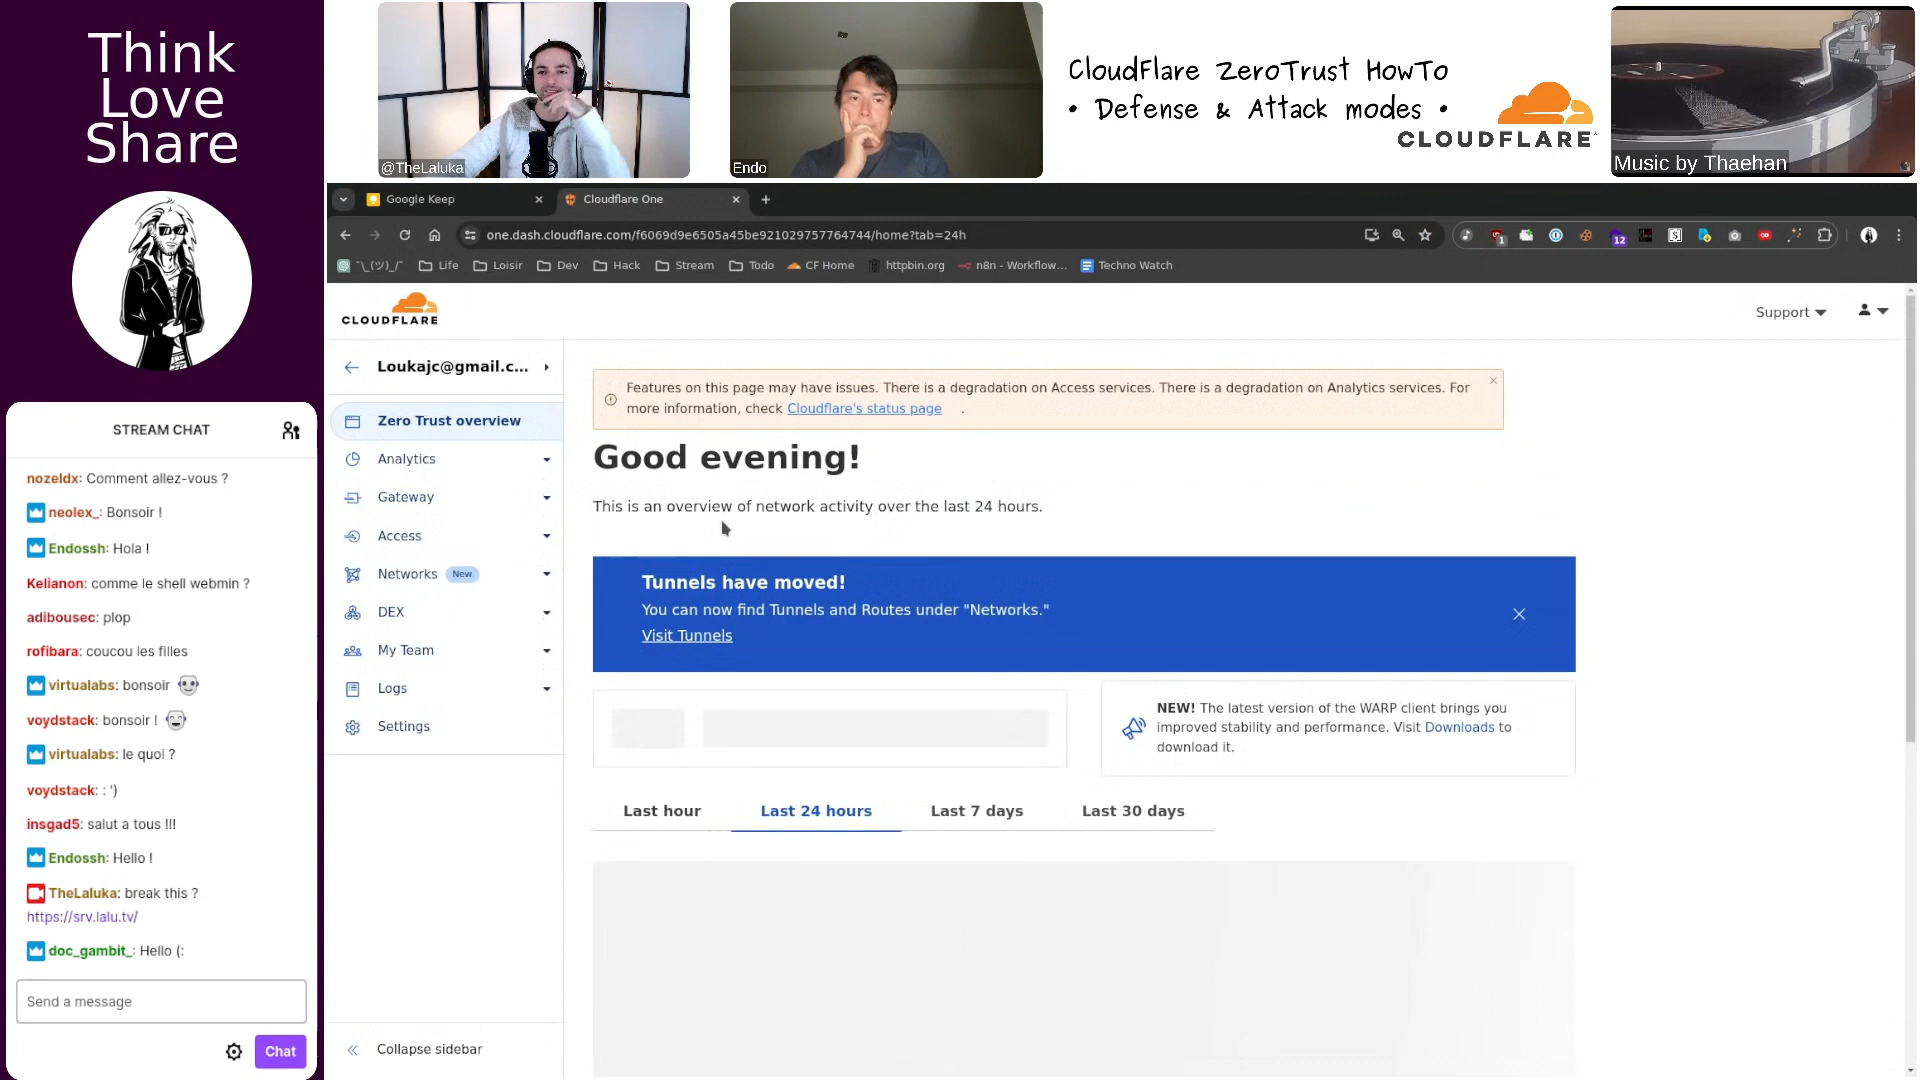 Think
Love
Share
@TheLaluka
Endo
CloudFlare ZeroTrust HowTo
• Defense & Attack modes •
CLOUDFLARE
Music by Thaehan
Google Keep
Cloudflare One
one.dash.cloudflare.com/f6069d9e6505a45be921029757764744/home?tab=24h
1
12
¯\_(ツ)_/¯
Life
Loisir
Dev
Hack
Stream
Todo
CF Home
httpbin.org
n8n - Workflow...
Techno Watch
CLOUDFLARE
Support
Loukajc@gmail.c...
Zero Trust overview
Analytics
Gateway
Access
Networks New
DEX
My Team
Logs
Settings
Collapse sidebar
Features on this page may have issues. There is a degradation on Access services. There is a degradation on Analytics services. For
more information, check Cloudflare's status page .
Good evening!
This is an overview of network activity over the last 24 hours.
Tunnels have moved!
You can now find Tunnels and Routes under "Networks."
Visit Tunnels
NEW! The latest version of the WARP client brings you
improved stability and performance. Visit Downloads to
download it.
Last hour
Last 24 hours
Last 7 days
Last 30 days
STREAM CHAT
nozeldx: Comment allez-vous ?
neolex_: Bonsoir !
Endossh: Hola !
Kelianon: comme le shell webmin ?
adibousec: plop
rofibara: coucou les filles
virtualabs: bonsoir
voydstack: bonsoir !
virtualabs: le quoi ?
voydstack: : ')
insgad5: salut a tous !!!
Endossh: Hello !
TheLaluka: break this ?
https://srv.lalu.tv/
doc_gambit_: Hello (:
Send a message
Chat